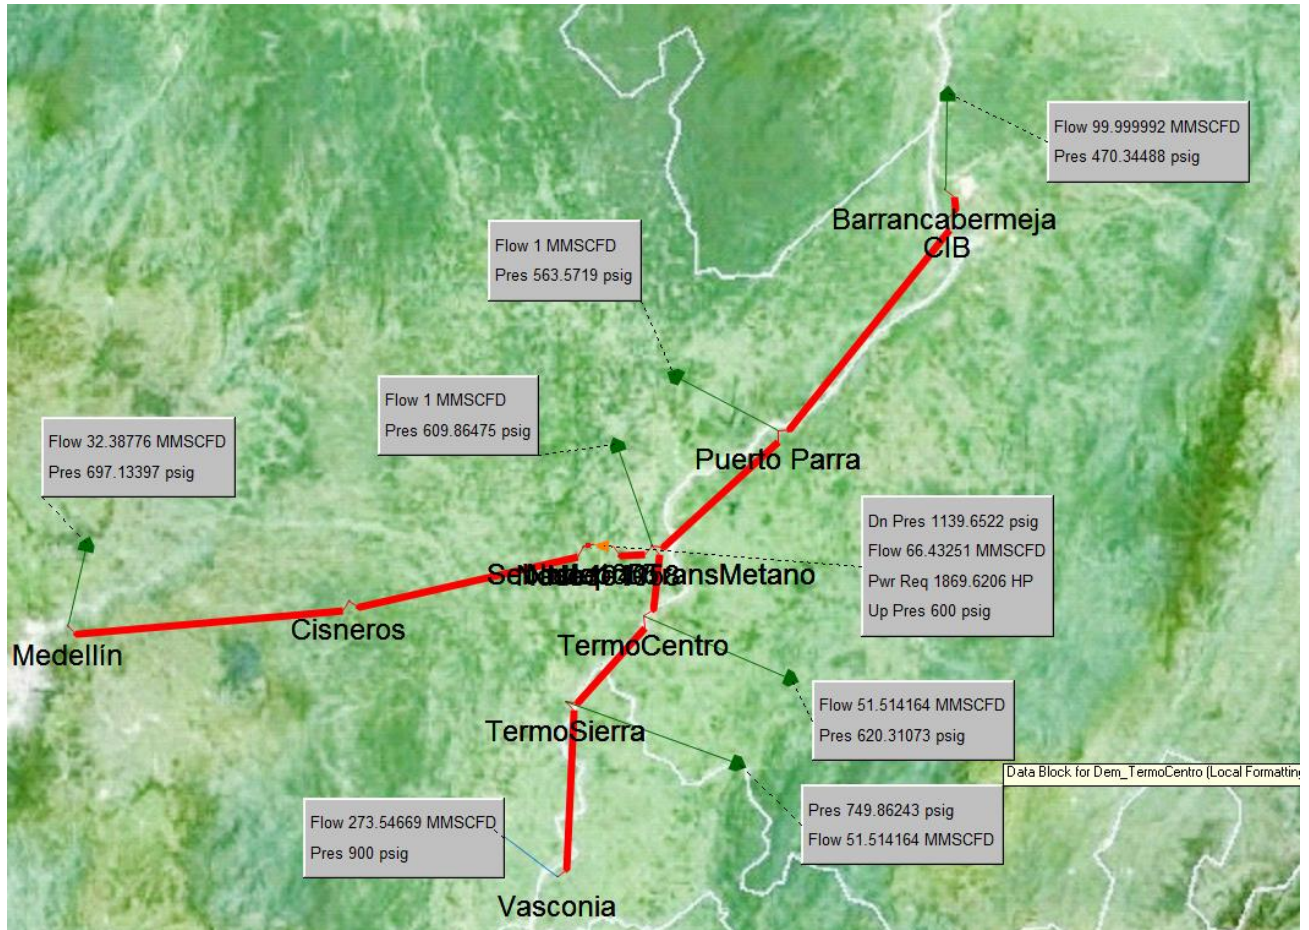 Flow 99.999992 MMSCFD
Pres 470.34488 psig
Barrancabermeja
CIB
Flow 1 MMSCFD
Pres 563.5719 psig
Flow 1 MMSCFD
Pres 609.86475 psig
Flow 32.38776 MMSCFD
Pres 697.13397 psig
Puerto Parra
Dn Pres 1139.6522 psig
Flow 66.43251 MMSCFD
Pwr Req 1869.6206 HP
Up Pres 600 psig
TransMetano
Cisneros
Medellín
TermoCentro
Flow 51.514164 MMSCFD
Pres 620.31073 psig
TermoSierra
Data Block for Dem_TermoCentro (Local Formatting
Pres 749.86243 psig
Flow 51.514164 MMSCFD
Flow 273.54669 MMSCFD
Pres 900 psig
Vasconia